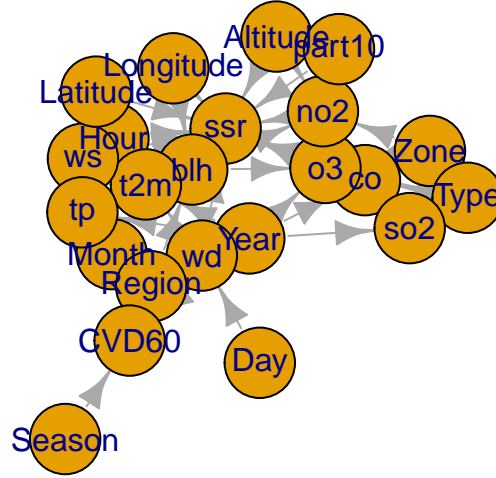 Altitude
part10
Longitude
Latitude
no2
ssr
Hour
Zone
ws
blh
o3
co
t2m
Type
tp
so2
Year
Month
wd
Region
CVD60
Day
Season